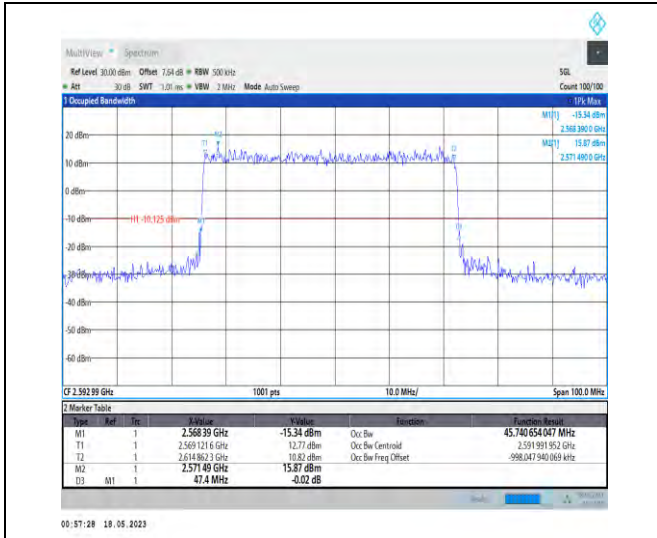 MultiView Spectrum
Ref Level 30.00 dBm Offset 7.64 dB RBW 500 kHz SGL
Att 30 dB SWT 1.01 ms VBW 2 MHz Mode Auto Sweep Count 100/100
1 Occupied Bandwidth 1Pk Max
M1[1] -15.34 dBm
2.568 390 0 GHz
M2[1] 15.87 dBm
2.571 490 0 GHz
20 dBm
T1 M2 T2
10 dBm
0 dBm
-10 dBm H1 -10.125 dBm
M1
D3
-20 dBm
-30 dBm
-40 dBm
-50 dBm
-60 dBm
CF 2.592 99 GHz 1001 pts 10.0 MHz/ Span 100.0 MHz
2 Marker Table
Type Ref Trc X-Value Y-Value Function Function Result
M1 1 2.568 39 GHz -15.34 dBm Occ Bw 45.740 654 047 MHz
T1 1 2.569 121 6 GHz 12.77 dBm Occ Bw Centroid 2.591 991 952 GHz
T2 1 2.614 862 3 GHz 10.82 dBm Occ Bw Freq Offset -998.047 940 069 kHz
M2 1 2.571 49 GHz 15.87 dBm
D3 M1 1 47.4 MHz -0.02 dB
00:57:28 18.05.2023